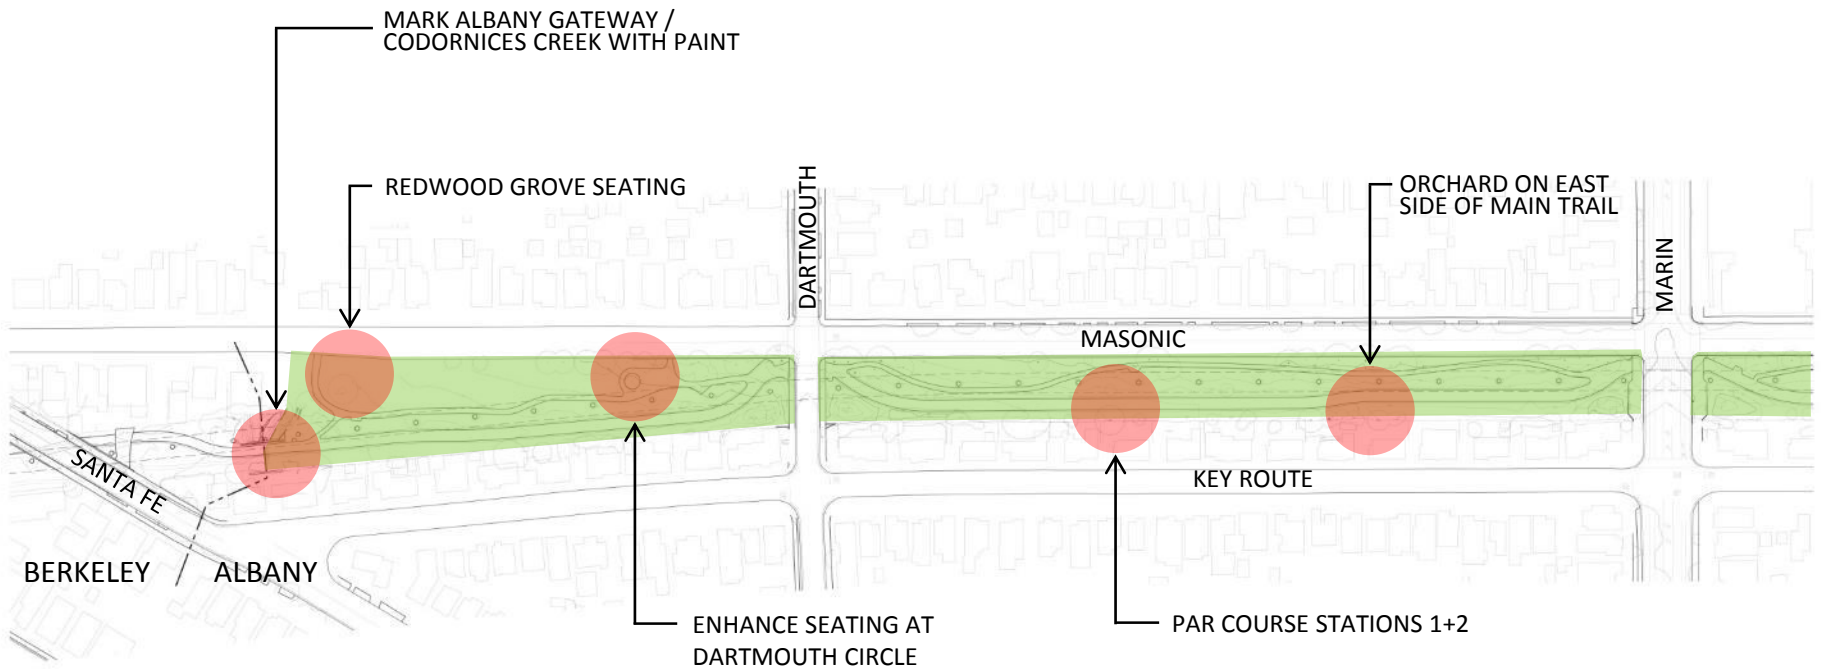 MARK ALBANY GATEWAY /
CODORNICES CREEK WITH PAINT
REDWOOD GROVE SEATING
DARTMOUTH
ORCHARD ON EAST
SIDE OF MAIN TRAIL
MARIN
MASONIC
SANTA FE
KEY ROUTE
BERKELEY
ALBANY
ENHANCE SEATING AT
DARTMOUTH CIRCLE
PAR COURSE STATIONS 1+2